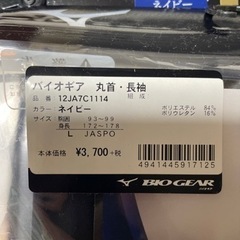 ネイビー
バイオギア 丸首・長袖
品番 12JA7C1114 組成
カラー ネイビー ポリエステル 84%
サイズ 胸囲 93~99 ポリウレタン 16%
身長 172~178
L JASPO
本体価格 ¥3,700+税
4941445917125
BIO GEAR